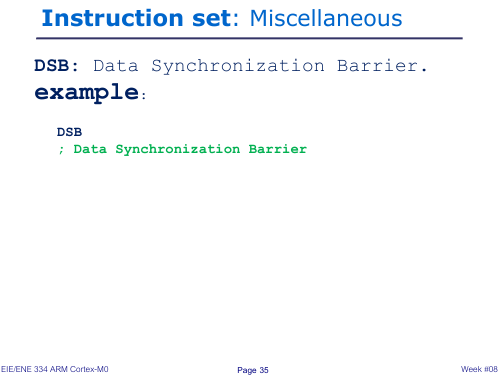 Instruction set: Miscellaneous
DSB: Data Synchronization Barrier.
example:
DSB
; Data Synchronization Barrier
EIE/ENE 334 ARM Cortex-M0
Page 35
Week #08